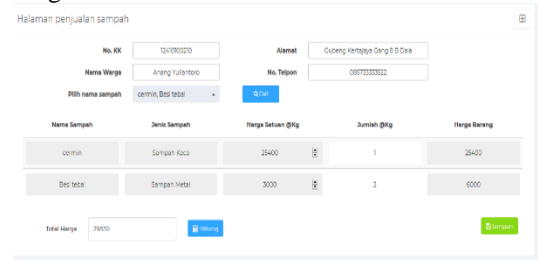 Halaman penjualan sampah
No. KK 12410100210 Alamat Gubeng Kertajaya Gang 8 B Dala
Nama Warga Anang Yuliantoro No. Telpon
Pilih nama sampah cermin, Besi tebal Cari
Nama Sampah Jenis Sampah Harga Satuan @Kg Jumlah @Kg Harga Barang
cermin Sampah Kaca 25400 1 25400
Besi tebal Sampah Metal 3000 2 6000
Total Harga Hitung Simpan